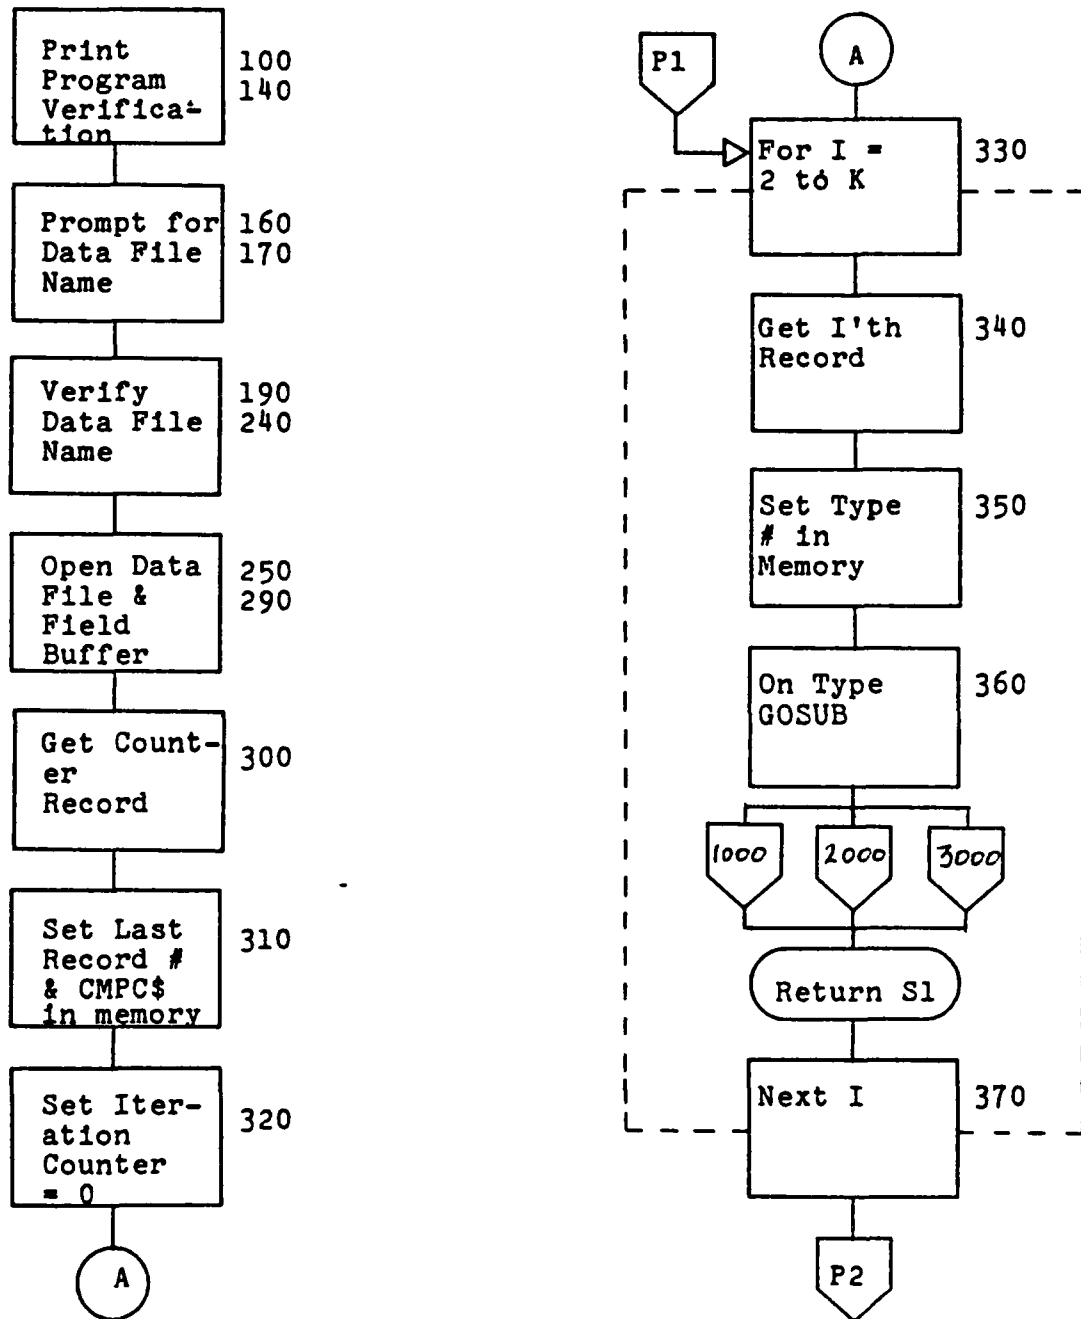 Print
Program
Verifica-
tion
100
140
Prompt for
Data File
Name
160
170
Verify
Data File
Name
190
240
Open Data
File &
Field
Buffer
250
290
Get Count-
er
Record
300
Set Last
Record #
& CMPC$
in memory
310
Set Iter-
ation
Counter
= 0
320
A
P1
A
For I =
2 to K
330
Get I'th
Record
340
Set Type
# in
Memory
350
On Type
GOSUB
360
1000
2000
3000
Return S1
Next I
370
P2